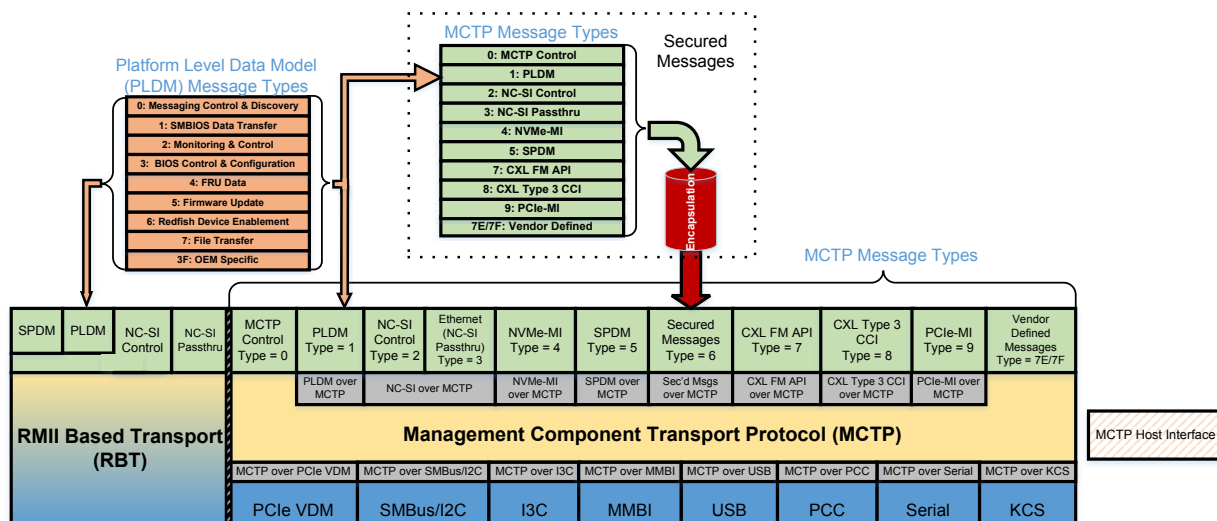 MCTP Message Types
Secured
Messages
0: MCTP Control
1: PLDM
2: NC-SI Control
3: NC-SI Passthru
4: NVMe-MI
5: SPDM
7: CXL FM API
8: CXL Type 3 CCI
9: PCIe-MI
7E/7F: Vendor Defined
Encapsulation
Platform Level Data Model
(PLDM) Message Types
0: Messaging Control & Discovery
1: SMBIOS Data Transfer
2: Monitoring & Control
3: BIOS Control & Configuration
4: FRU Data
5: Firmware Update
6: Redfish Device Enablement
7: File Transfer
3F: OEM Specific
MCTP Message Types
SPDM
PLDM
NC-SI
Control
NC-SI
Passthru
MCTP
Control
Type = 0
PLDM
Type = 1
NC-SI
Control
Type = 2
Ethernet
(NC-SI
Passthru)
Type = 3
NVMe-MI
Type = 4
SPDM
Type = 5
Secured
Messages
Type = 6
CXL FM API
Type = 7
CXL Type 3
CCI
Type = 8
PCIe-MI
Type = 9
Vendor
Defined
Messages
Type = 7E/7F
PLDM over
MCTP
NC-SI over MCTP
NVMe-MI
over MCTP
SPDM over
MCTP
Sec'd Msgs
over MCTP
CXL FM API
over MCTP
CXL Type 3 CCI
over MCTP
PCIe-MI over
MCTP
RMII Based Transport
(RBT)
Management Component Transport Protocol (MCTP)
MCTP Host Interface
MCTP over PCIe VDM
MCTP over SMBus/I2C
MCTP over I3C
MCTP over MMBI
MCTP over USB
MCTP over PCC
MCTP over Serial
MCTP over KCS
PCIe VDM
SMBus/I2C
I3C
MMBI
USB
PCC
Serial
KCS